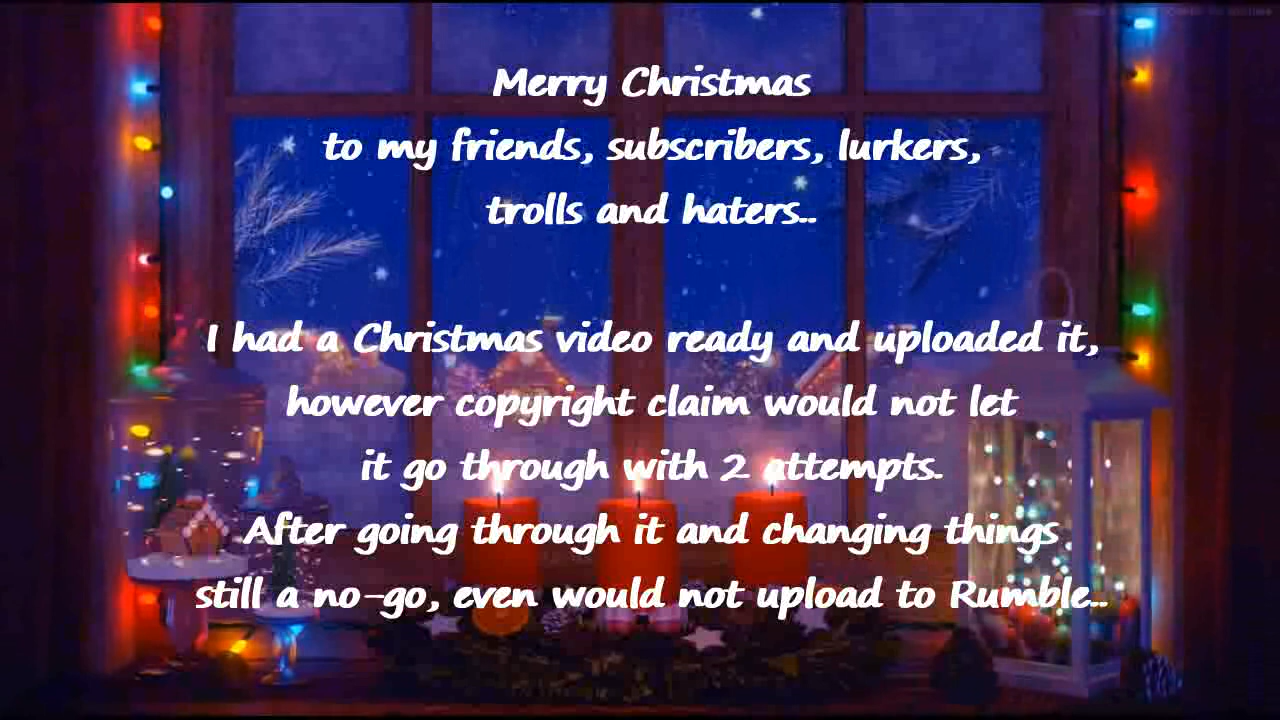 Merry Christmas
to my friends, subscribers, lurkers,
trolls and haters..
I had a Christmas video ready and uploaded it,
however copyright claim would not let
it go through with 2 attempts.
After going through it and changing things
still a no-go, even would not upload to Rumble..